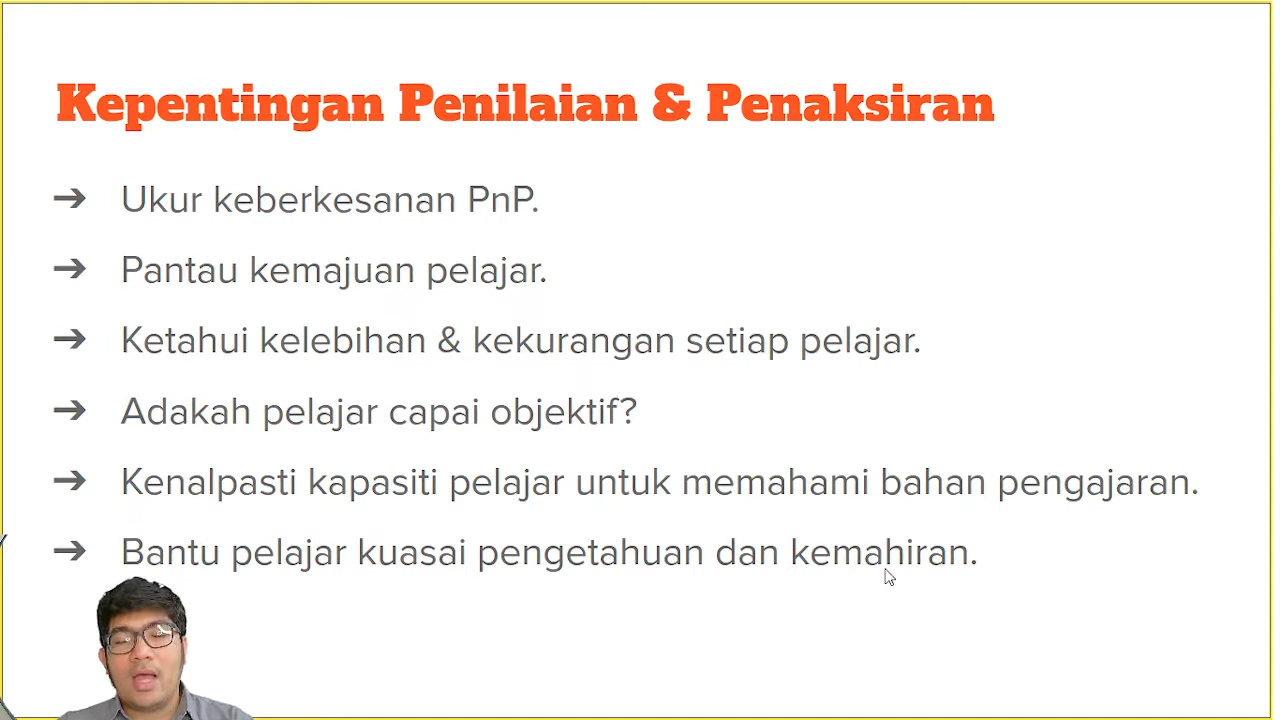 Kepentingan Penilaian & Penaksiran
➔ Ukur keberkesanan PnP.
➔ Pantau kemajuan pelajar.
➔ Ketahui kelebihan & kekurangan setiap pelajar.
➔ Adakah pelajar capai objektif?
➔ Kenalpasti kapasiti pelajar untuk memahami bahan pengajaran.
➔ Bantu pelajar kuasai pengetahuan dan kemahiran.